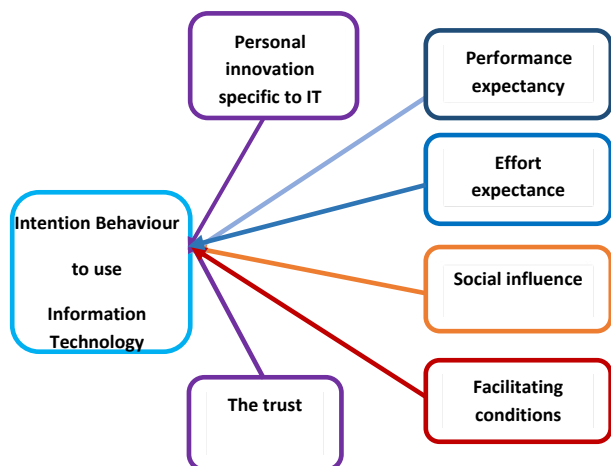 Personal
innovation
specific to IT
Performance
expectancy
Effort
expectance
Intention Behaviour
to use
Information
Technology
Social influence
The trust
Facilitating
conditions